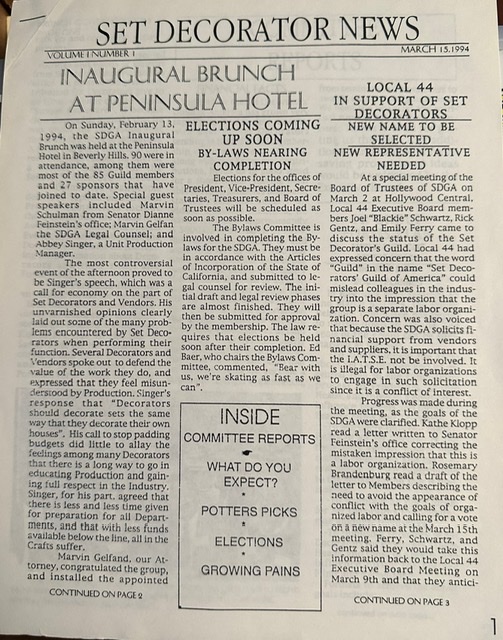 SET DECORATOR NEWS
VOLUME I NUMBER 1
MARCH 15, 1994
INAUGURAL BRUNCH
AT PENINSULA HOTEL
On Sunday, February 13,
1994, the SDGA Inaugural
Brunch was held at the Peninsula
Hotel in Beverly Hills. 90 were in
attendance, among them were
most of the 85 Guild members
and 27 sponsors that have
joined to date. Special guest
speakers included Marvin
Schulman from Senator Dianne
Feinstein's office; Marvin Gelfan
the SDGA Legal Counsel; and
Abbey Singer, a Unit Production
Manager.
The most controversial
event of the afternoon proved to
be Singer's speech, which was a
call for economy on the part of
Set Decorators and Vendors. His
unvarnished opinions clearly
laid out some of the many prob-
lems encountered by Set Deco-
rators when performing their
function. Several Decorators and
Vendors spoke out to defend the
value of the work they do, and
expressed that they feel misun-
derstood by Production. Singer's
response that "Decorators
should decorate sets the same
way that they decorate their own
houses". His call to stop padding
budgets did little to allay the
feelings among many Decorators
that there is a long way to go in
educating Production and gain-
ing full respect in the Industry.
Singer, for his part, agreed that
there is less and less time given
for preparation for all Depart-
ments, and that with less funds
available below the line, all in the
Crafts suffer.
Marvin Gelfand, our At-
torney, congratulated the group,
and installed the appointed
CONTINUED ON PAGE 2
ELECTIONS COMING
UP SOON
BY-LAWS NEARING
COMPLETION
Elections for the offices of
President, Vice-President, Secre-
taries, Treasurers, and Board of
Trustees will be scheduled as
soon as possible.
The Bylaws Committee is
involved in completing the By-
laws for the SDGA. They must be
in accordance with the Articles
of Incorporation of the State of
California, and submitted to le-
gal counsel for review. The ini-
tial draft and legal review phases
are almost finished. They will
then be submitted for approval
by the membership. The law re-
quires that elections be held
soon after their completion. Ed
Baer, who chairs the Bylaws Com-
mittee, commented, "Bear with
us, we're skating as fast as we
can".
INSIDE
COMMITTEE REPORTS
WHAT DO YOU
EXPECT?
*
POTTERS PICKS
*
ELECTIONS
*
GROWING PAINS
LOCAL 44
IN SUPPORT OF SET
DECORATORS
NEW NAME TO BE
SELECTED
NEW REPRESENTATIVE
NEEDED
At a special meeting of the
Board of Trustees of SDGA on
March 2 at Hollywood Central,
Local 44 Executive Board mem-
bers Joel "Blackie" Schwartz, Rick
Gentz, and Emily Ferry came to
discuss the status of the Set
Decorator's Guild. Local 44 had
expressed concern that the word
"Guild" in the name "Set Deco-
rators' Guild of America" could
mislead colleagues in the indus-
try into the impression that the
group is a separate labor organi-
zation. Concern was also voiced
that because the SDGA solicits fi-
nancial support from vendors
and suppliers, it is important that
the I.A.T.S.E. not be involved. It
is illegal for labor organizations
to engage in such solicitation
since it is a conflict of interest.
Progress was made during
the meeting, as the goals of the
SDGA were clarified. Kathe Klopp
read a letter written to Senator
Feinstein's office correcting the
mistaken impression that this is
a labor organization. Rosemary
Brandenburg read a draft of the
letter to Members describing the
need to avoid the appearance of
conflict with the goals of orga-
nized labor and calling for a vote
on a new name at the March 15th
meeting. Ferry, Schwartz, and
Gentz said they would take this
information back to the Local 44
Executive Board Meeting on
March 9th and that they antici-
CONTINUED ON PAGE 3